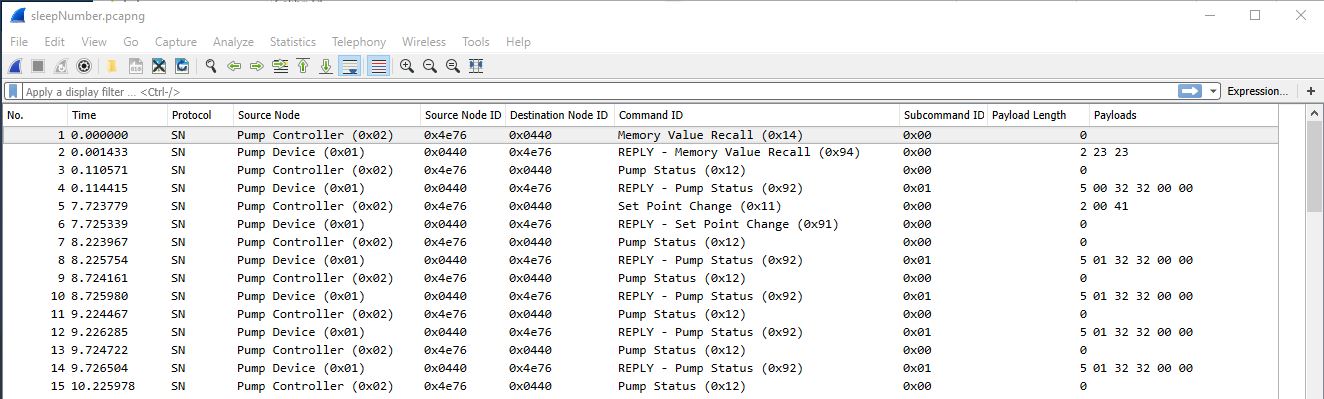 sleepNumber.pcapng
File Edit View Go Capture Analyze Statistics Telephony Wireless Tools Help
Apply a display filter ... <Ctrl-/> Expression... +
No. Time Protocol Source Node Source Node ID Destination Node ID Command ID Subcommand ID Payload Length Payloads
1 0.000000 SN Pump Controller (0x02) 0x4e76 0x0440 Memory Value Recall (0x14) 0x00 0
2 0.001433 SN Pump Device (0x01) 0x0440 0x4e76 REPLY - Memory Value Recall (0x94) 0x00 2 23 23
3 0.110571 SN Pump Controller (0x02) 0x4e76 0x0440 Pump Status (0x12) 0x00 0
4 0.114415 SN Pump Device (0x01) 0x0440 0x4e76 REPLY - Pump Status (0x92) 0x01 5 00 32 32 00 00
5 7.723779 SN Pump Controller (0x02) 0x4e76 0x0440 Set Point Change (0x11) 0x00 2 00 41
6 7.725339 SN Pump Device (0x01) 0x0440 0x4e76 REPLY - Set Point Change (0x91) 0x00 0
7 8.223967 SN Pump Controller (0x02) 0x4e76 0x0440 Pump Status (0x12) 0x00 0
8 8.225754 SN Pump Device (0x01) 0x0440 0x4e76 REPLY - Pump Status (0x92) 0x01 5 01 32 32 00 00
9 8.724161 SN Pump Controller (0x02) 0x4e76 0x0440 Pump Status (0x12) 0x00 0
10 8.725980 SN Pump Device (0x01) 0x0440 0x4e76 REPLY - Pump Status (0x92) 0x01 5 01 32 32 00 00
11 9.224467 SN Pump Controller (0x02) 0x4e76 0x0440 Pump Status (0x12) 0x00 0
12 9.226285 SN Pump Device (0x01) 0x0440 0x4e76 REPLY - Pump Status (0x92) 0x01 5 01 32 32 00 00
13 9.724722 SN Pump Controller (0x02) 0x4e76 0x0440 Pump Status (0x12) 0x00 0
14 9.726504 SN Pump Device (0x01) 0x0440 0x4e76 REPLY - Pump Status (0x92) 0x01 5 01 32 32 00 00
15 10.225978 SN Pump Controller (0x02) 0x4e76 0x0440 Pump Status (0x12) 0x00 0